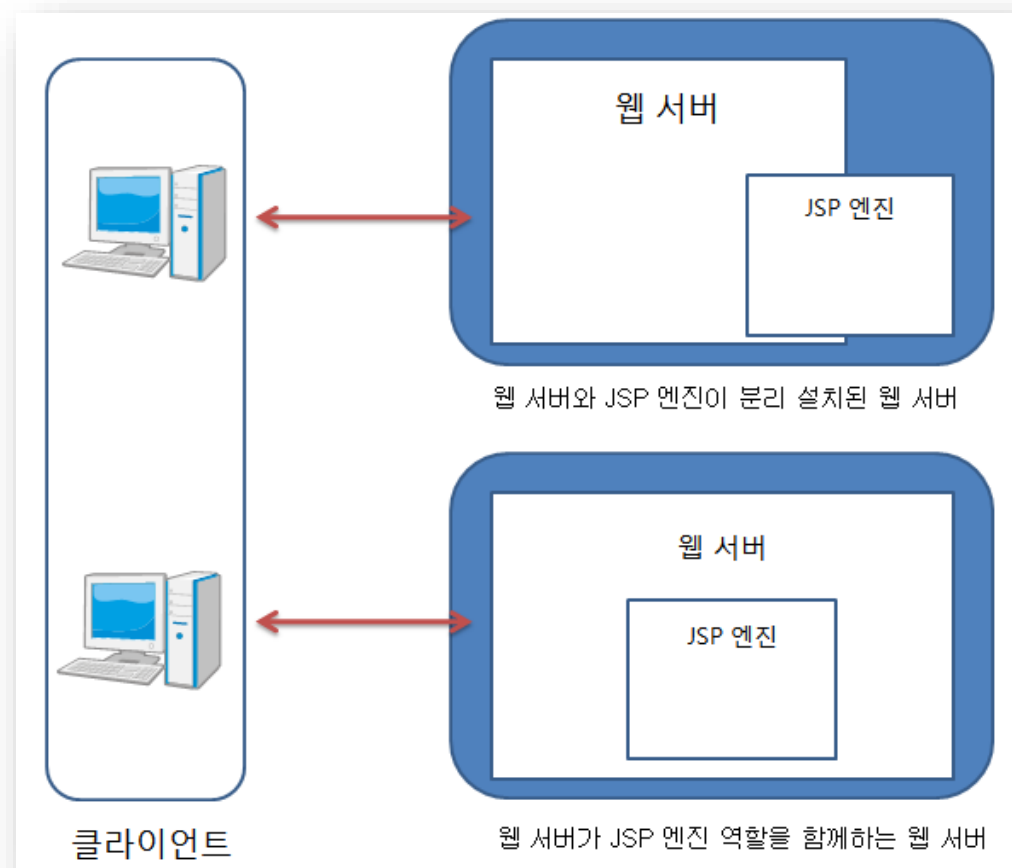 웹 서버
JSP 엔진
웹 서버와 JSP 엔진이 분리 설치된 웹 서버
웹 서버
JSP 엔진
클라이언트
웹 서버가 JSP 엔진 역할을 함께하는 웹 서버